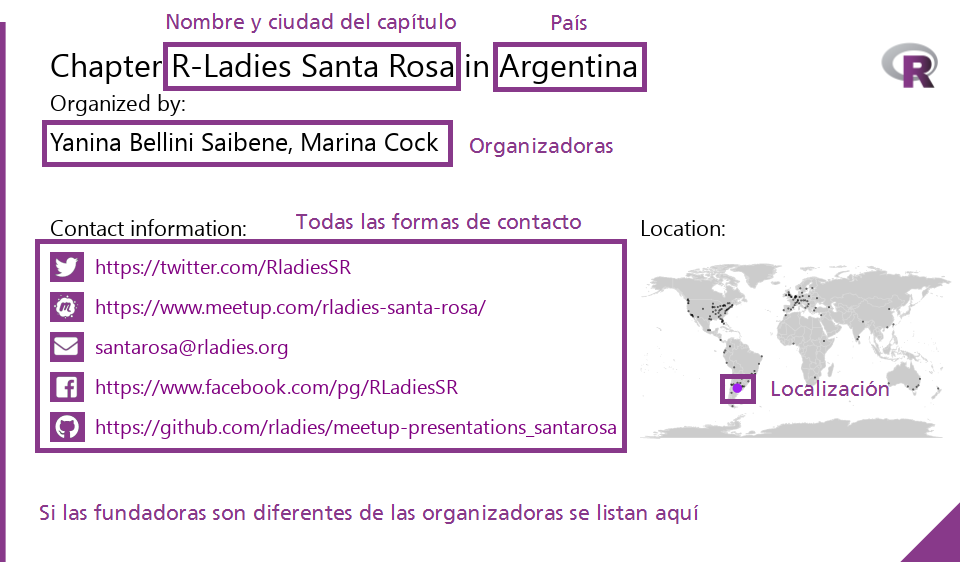 Nombre y ciudad del capítulo
País
Chapter R-Ladies Santa Rosa in Argentina
R
Organized by:
Yanina Bellini Saibene, Marina Cock
Organizadoras
Contact information:
Todas las formas de contacto
Location:
https://twitter.com/RladiesSR
https://www.meetup.com/rladies-santa-rosa/
santarosa@rladies.org
https://www.facebook.com/pg/RLadiesSR
https://github.com/rladies/meetup-presentations_santarosa
Localización
Si las fundadoras son diferentes de las organizadoras se listan aquí